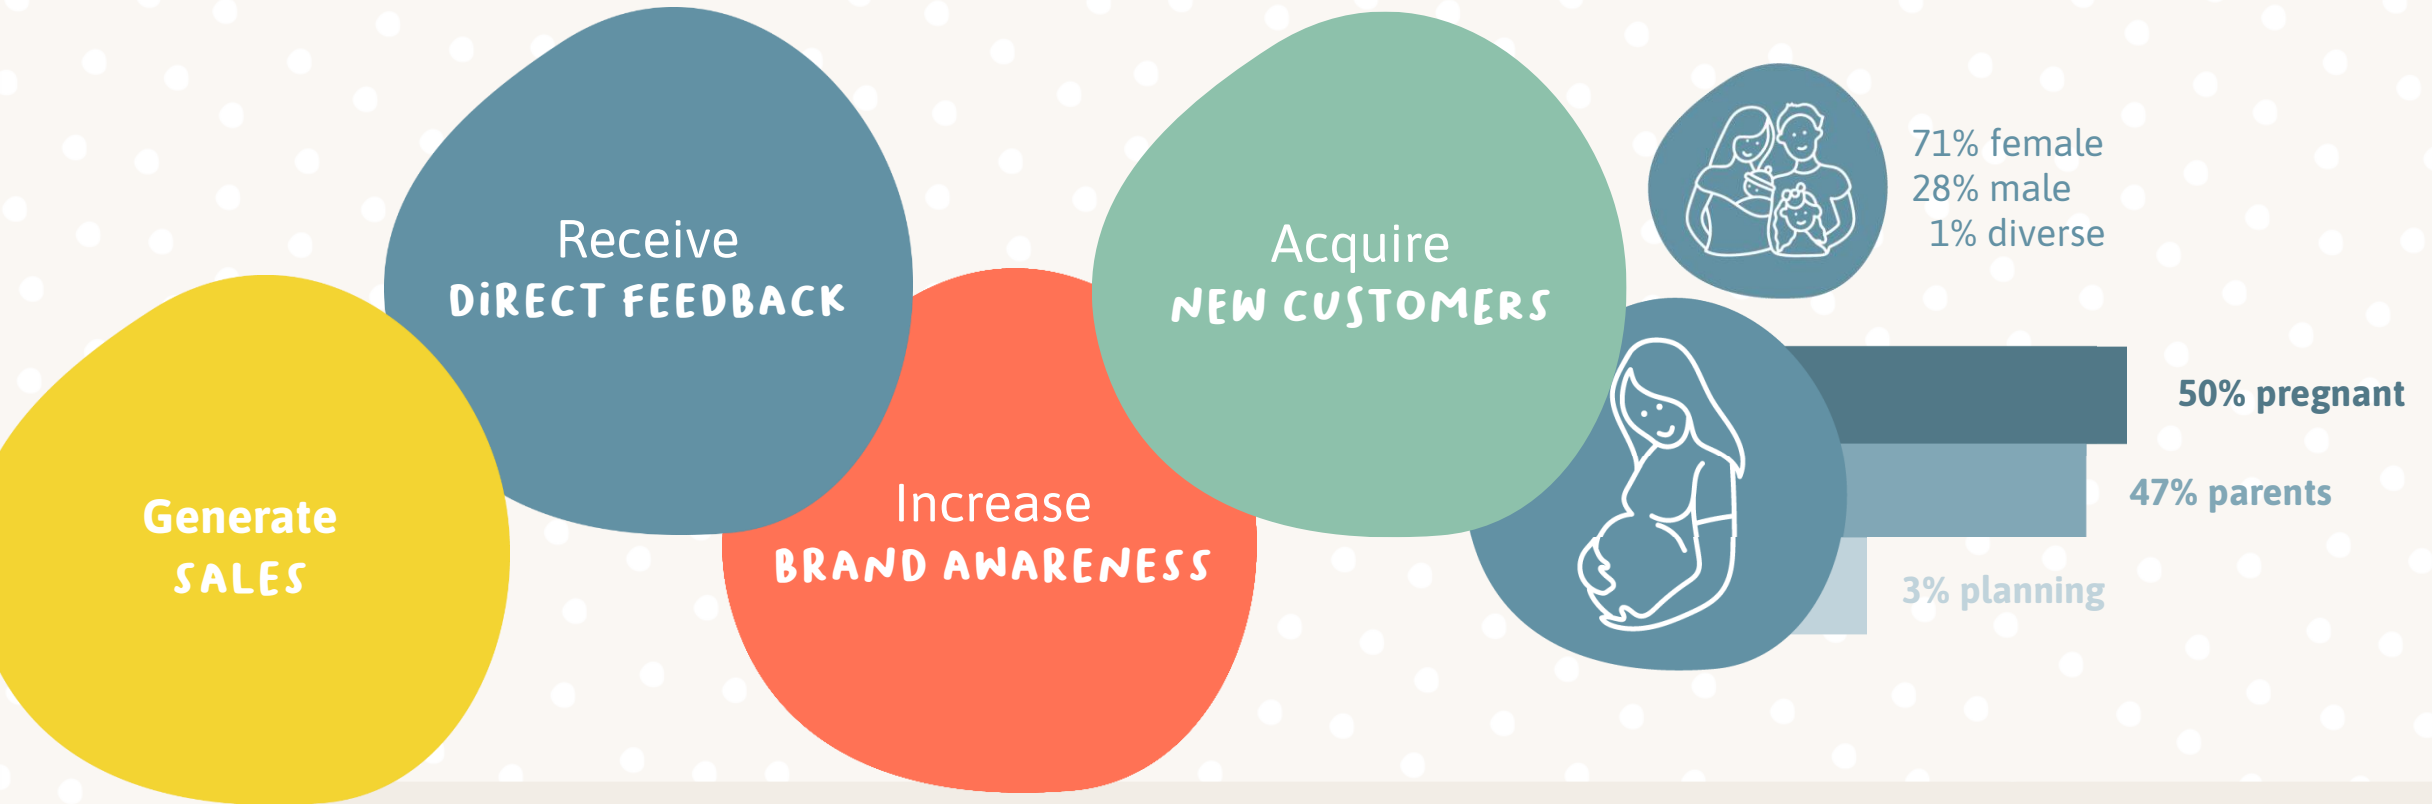 Generate
SALES
Receive
DiRECT FEEDBACK
Increase
BRAND AWARENESS
Acquire
NEW CUSTOMERS
71% female
28% male
1% diverse
50% pregnant
47% parents
3% planning